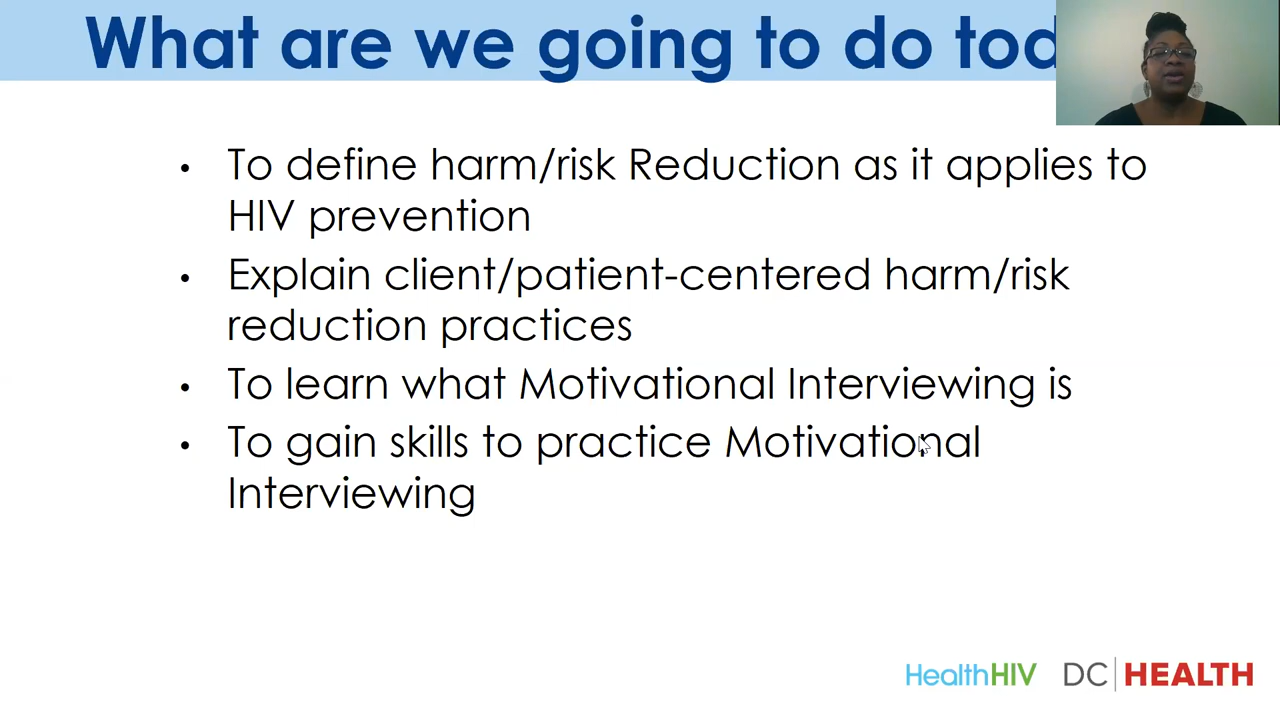 What are we going to do tod
• To define harm/risk Reduction as it applies to
HIV prevention
• Explain client/patient-centered harm/risk
reduction practices
• To learn what Motivational Interviewing is
• To gain skills to practice Motivational
Interviewing
HealthHIV DC HEALTH